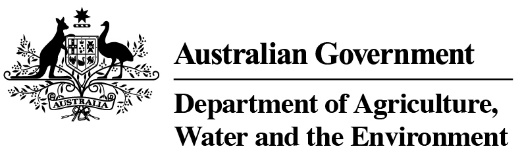 Australian Government
AUSTRALIA
Department of Agriculture,
Water and the Environment